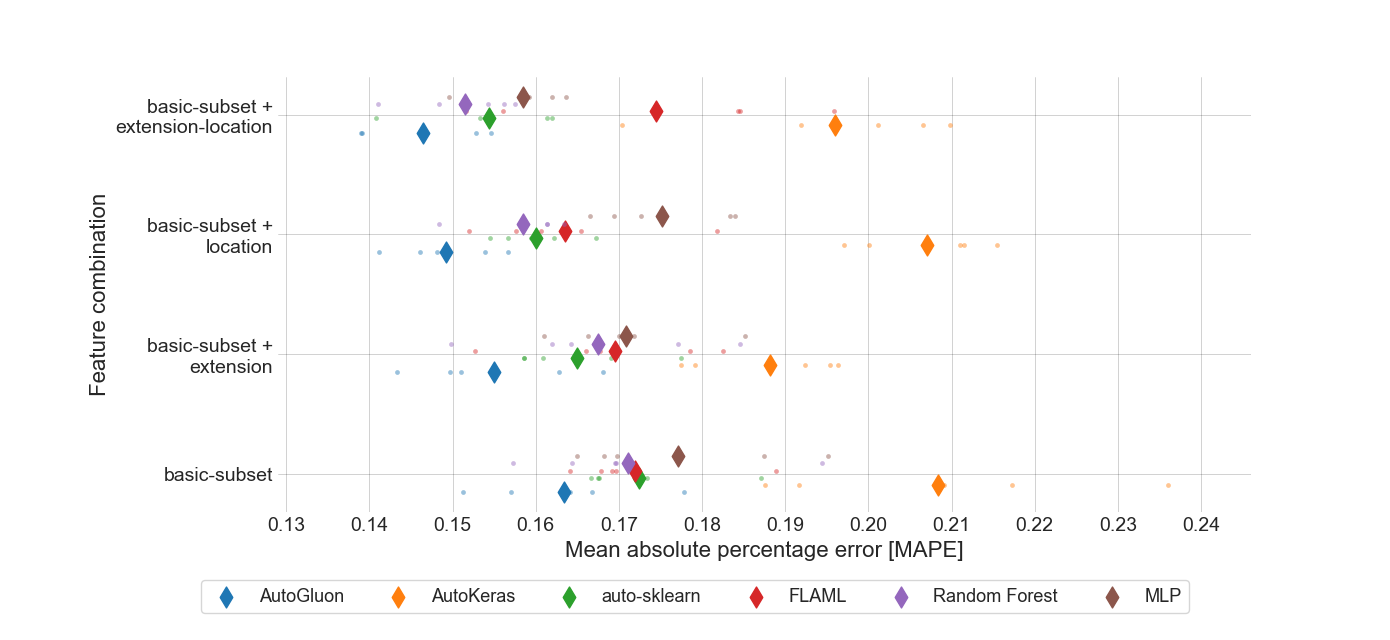 basic-subset +
extension-location
basic-subset +
location
basic-subset +
extension
basic-subset
Feature combination
0.13 0.14 0.15 0.16 0.17 0.18 0.19 0.20 0.21 0.22 0.23 0.24
Mean absolute percentage error [MAPE]
AutoGluon AutoKeras auto-sklearn FLAML Random Forest MLP